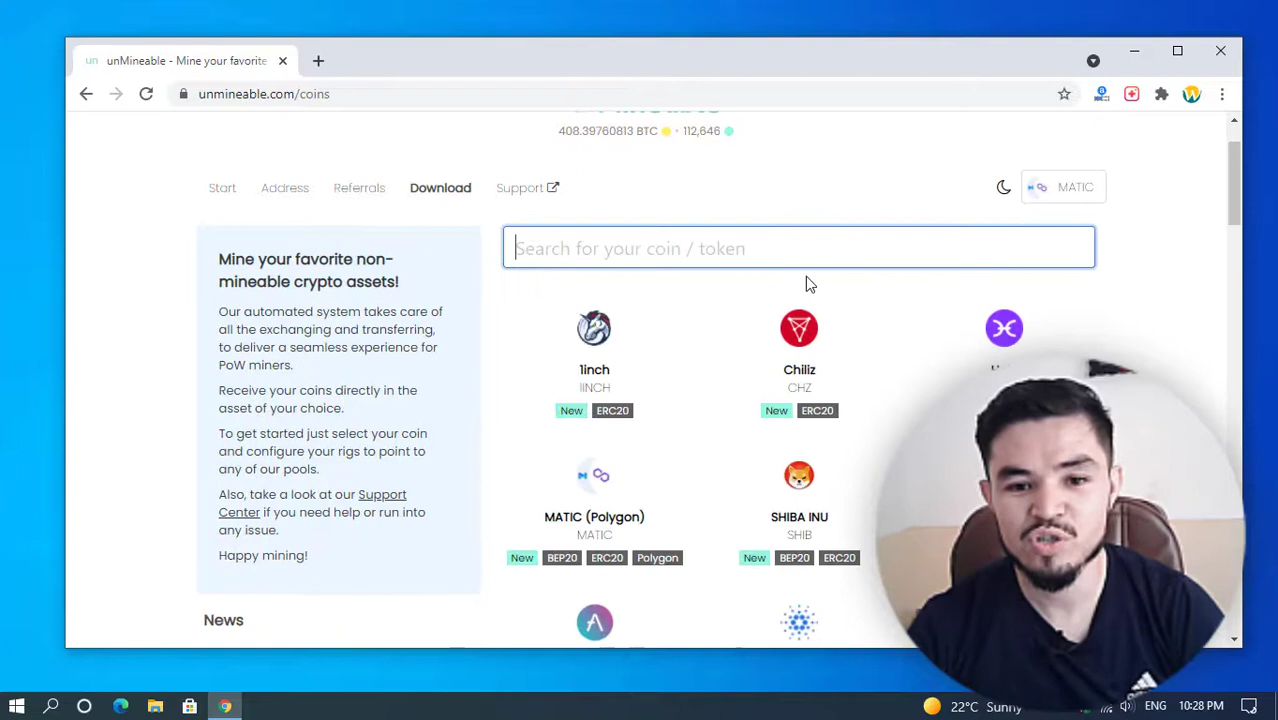 unMineable - Mine your favorite
unmineable.com/coins
408.39760813 BTC • 112,646
Start Address Referrals Download Support MATIC
Mine your favorite non-
mineable crypto assets!
Our automated system takes care of
all the exchanging and transferring,
to deliver a seamless experience for
PoW miners.
Receive your coins directly in the
asset of your choice.
To get started just select your coin
and configure your rigs to point to
any of our pools.
Also, take a look at our Support
Center if you need help or run into
any issue.
Happy mining!
News
Search for your coin / token
1inch
1INCH
New ERC20
Chiliz
CHZ
New ERC20
MATIC (Polygon)
MATIC
New BEP20 ERC20 Polygon
SHIBA INU
SHIB
New BEP20 ERC20
22°C Sunny ENG 10:28 PM